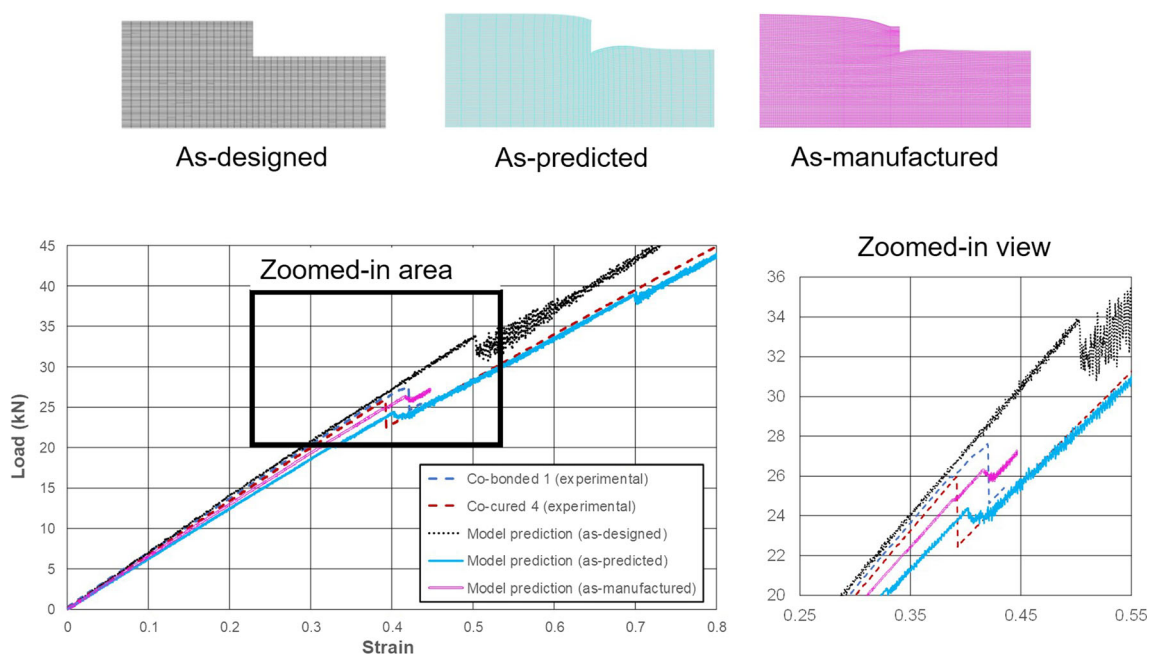 As-designed
As-predicted
As-manufactured
Zoomed-in view
Zoomed-in area
45
40
35
30
25
20
15
10
5
0
Load (kN)
0
0.1
0.2
0.3
0.4
0.5
0.6
0.7
0.8
Strain
Co-bonded 1 (experimental)
Co-cured 4 (experimental)
Model prediction (as-designed)
Model prediction (as-predicted)
Model prediction (as-manufactured)
36
34
32
30
28
26
24
22
20
0.25
0.35
0.45
0.55